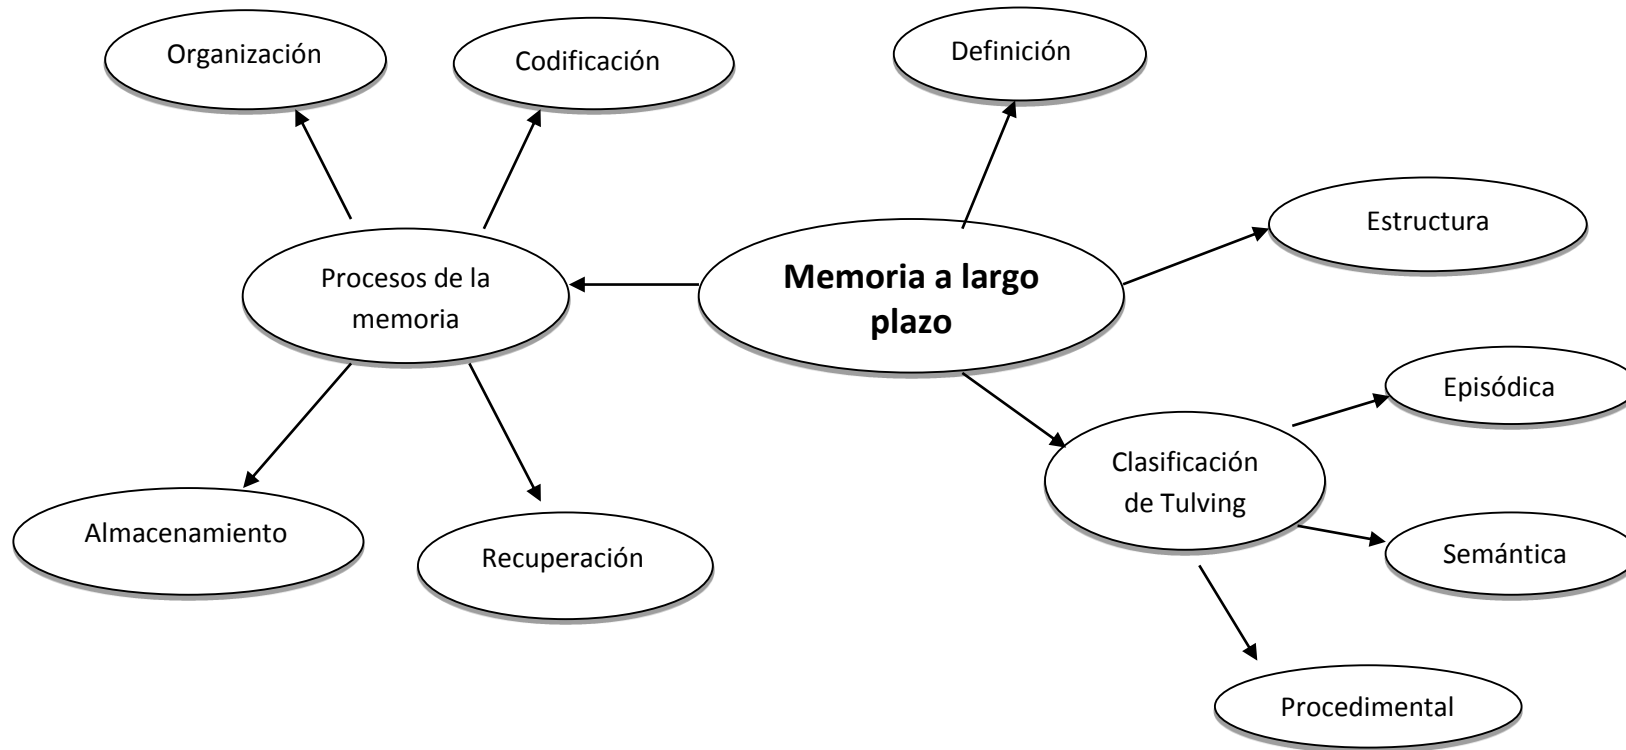 Organización
Codificación
Definición
Estructura
Procesos de la
memoria
Memoria a largo
plazo
Episódica
Clasificación
de Tulving
Almacenamiento
Recuperación
Semántica
Procedimental